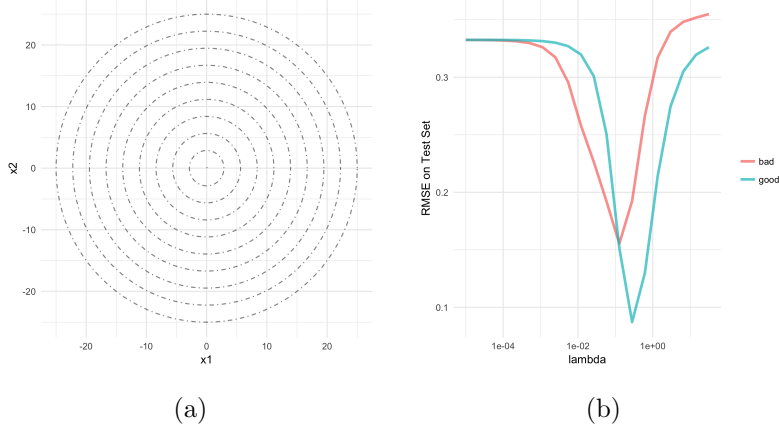 20
10
0
-10
-20
x2
-20 -10 0 10 20
x1
(a)
0.3
0.2
0.1
RMSE on Test Set
1e-04 1e-02 1e+00
lambda
bad
good
(b)